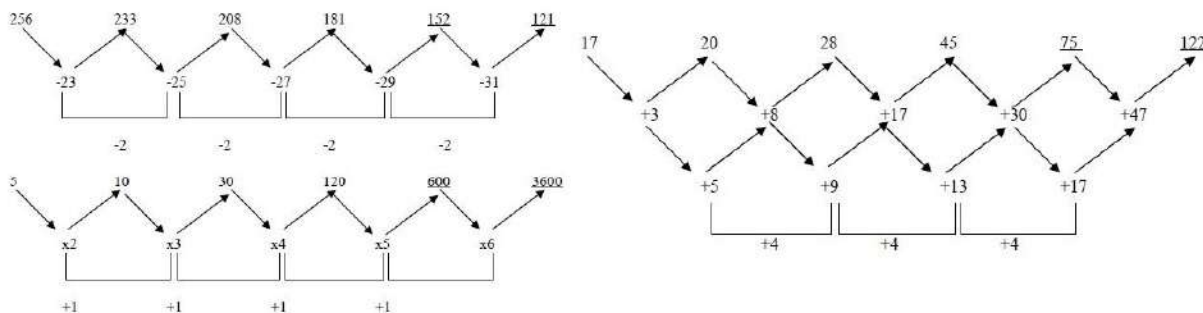 256 233 208 181 152 121
-23 -25 -27 -29 -31
-2 -2 -2 -2
5 10 30 120 600 3600
x2 x3 x4 x5 x6
+1 +1 +1 +1
17 20 28 45 75 122
+3 +8 +17 +30 +47
+5 +9 +13 +17
+4 +4 +4